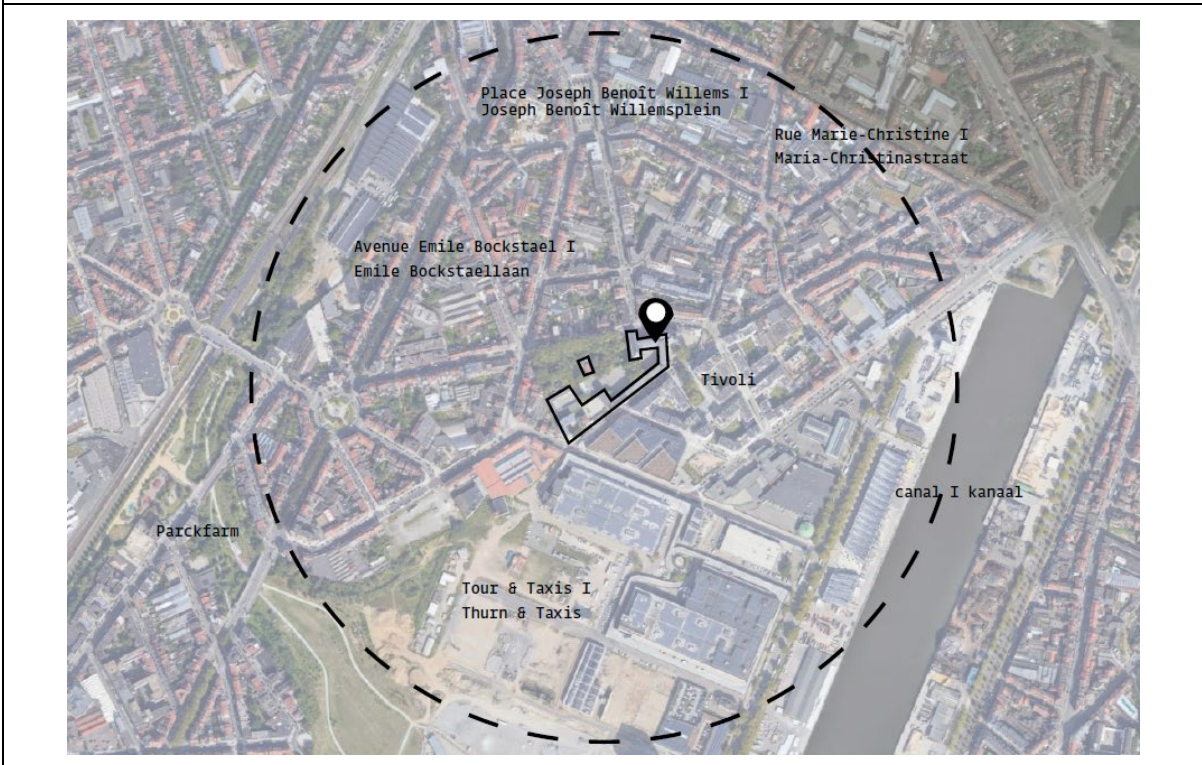 Place Joseph Benoît Willems I
Joseph Benoît Willemsplein
Rue Marie-Christine I
Maria-Christinastraat
Avenue Emile Bockstael I
Emile Bockstaellaan
Tivoli
canal I kanaal
Parckfarm
Tour & Taxis I
Thurn & Taxis